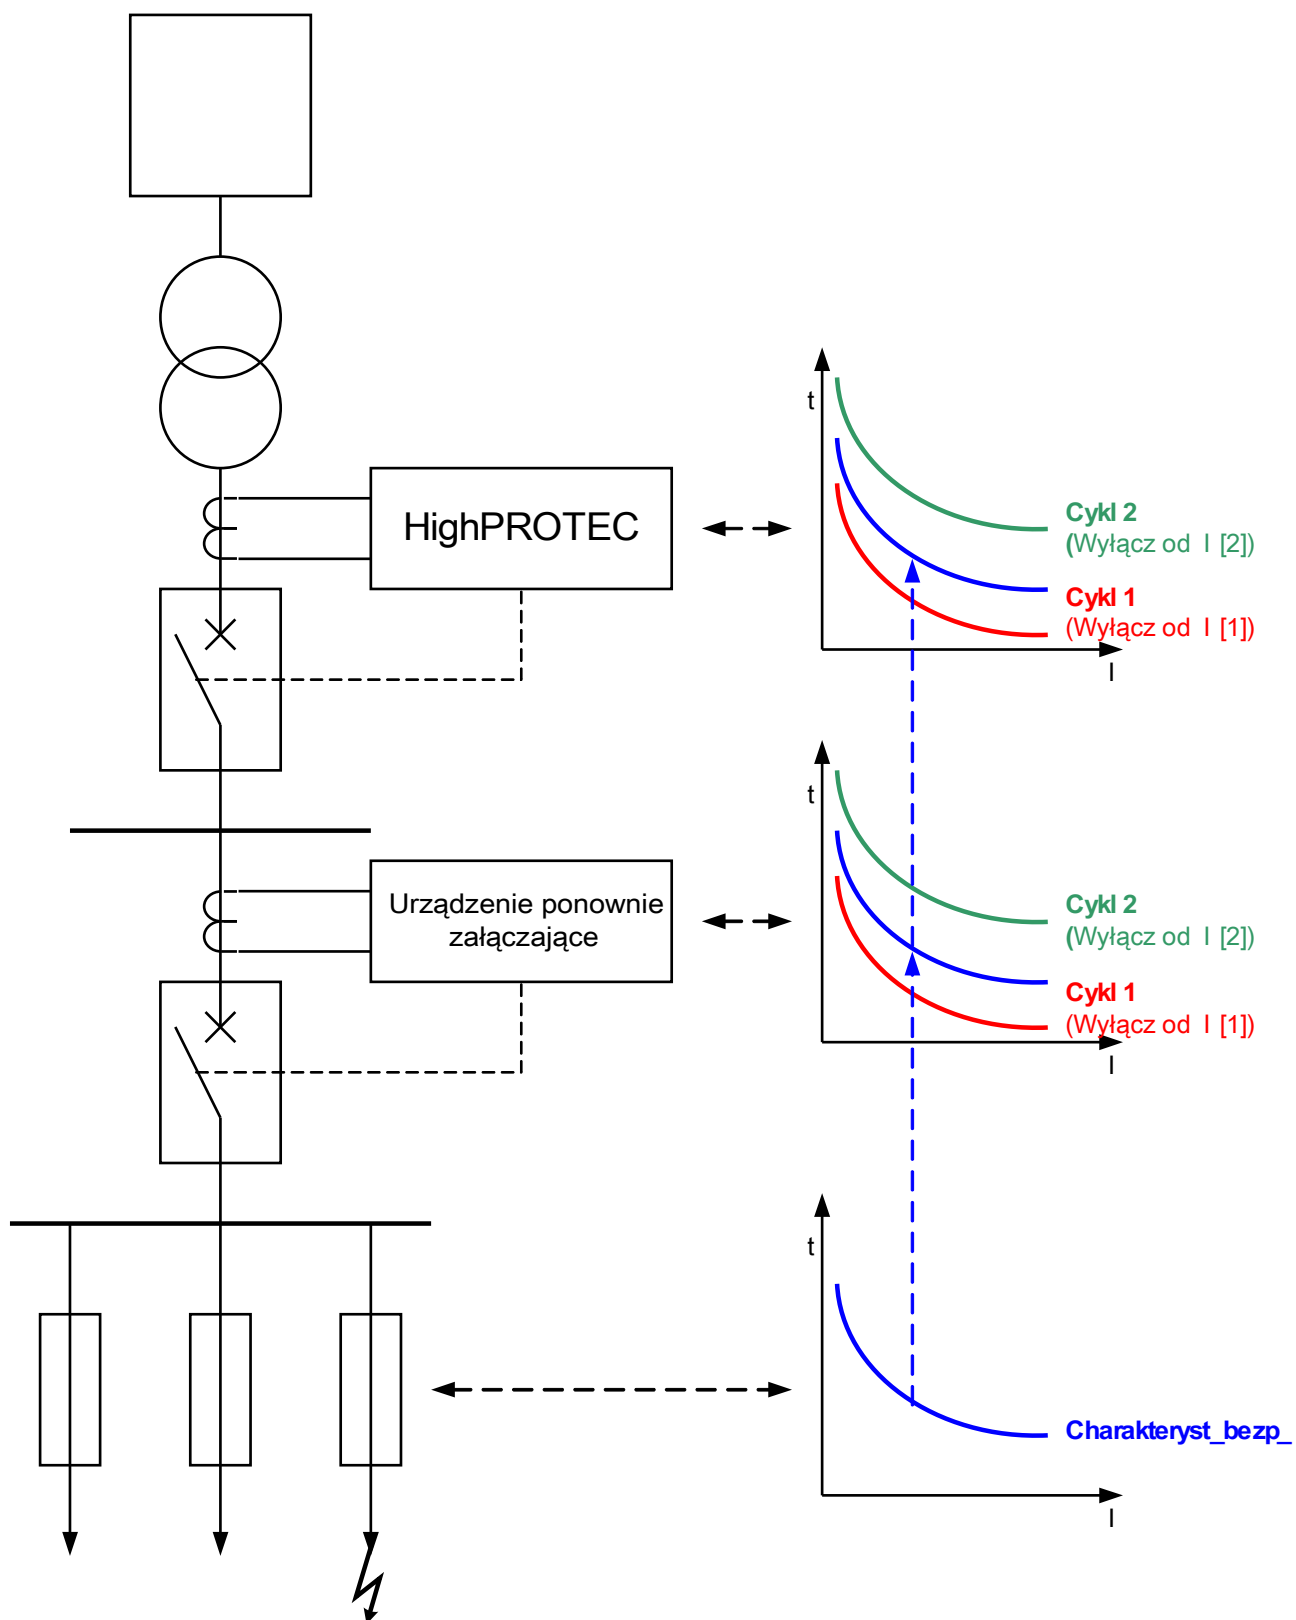 HighPROTEC
t
Cykl 2
(Wyłącz od I [2])
Cykl 1
(Wyłącz od I [1])
I
Urządzenie ponownie
załączające
t
Cykl 2
(Wyłącz od I [2])
Cykl 1
(Wyłącz od I [1])
I
t
Charakteryst_bezp_
I